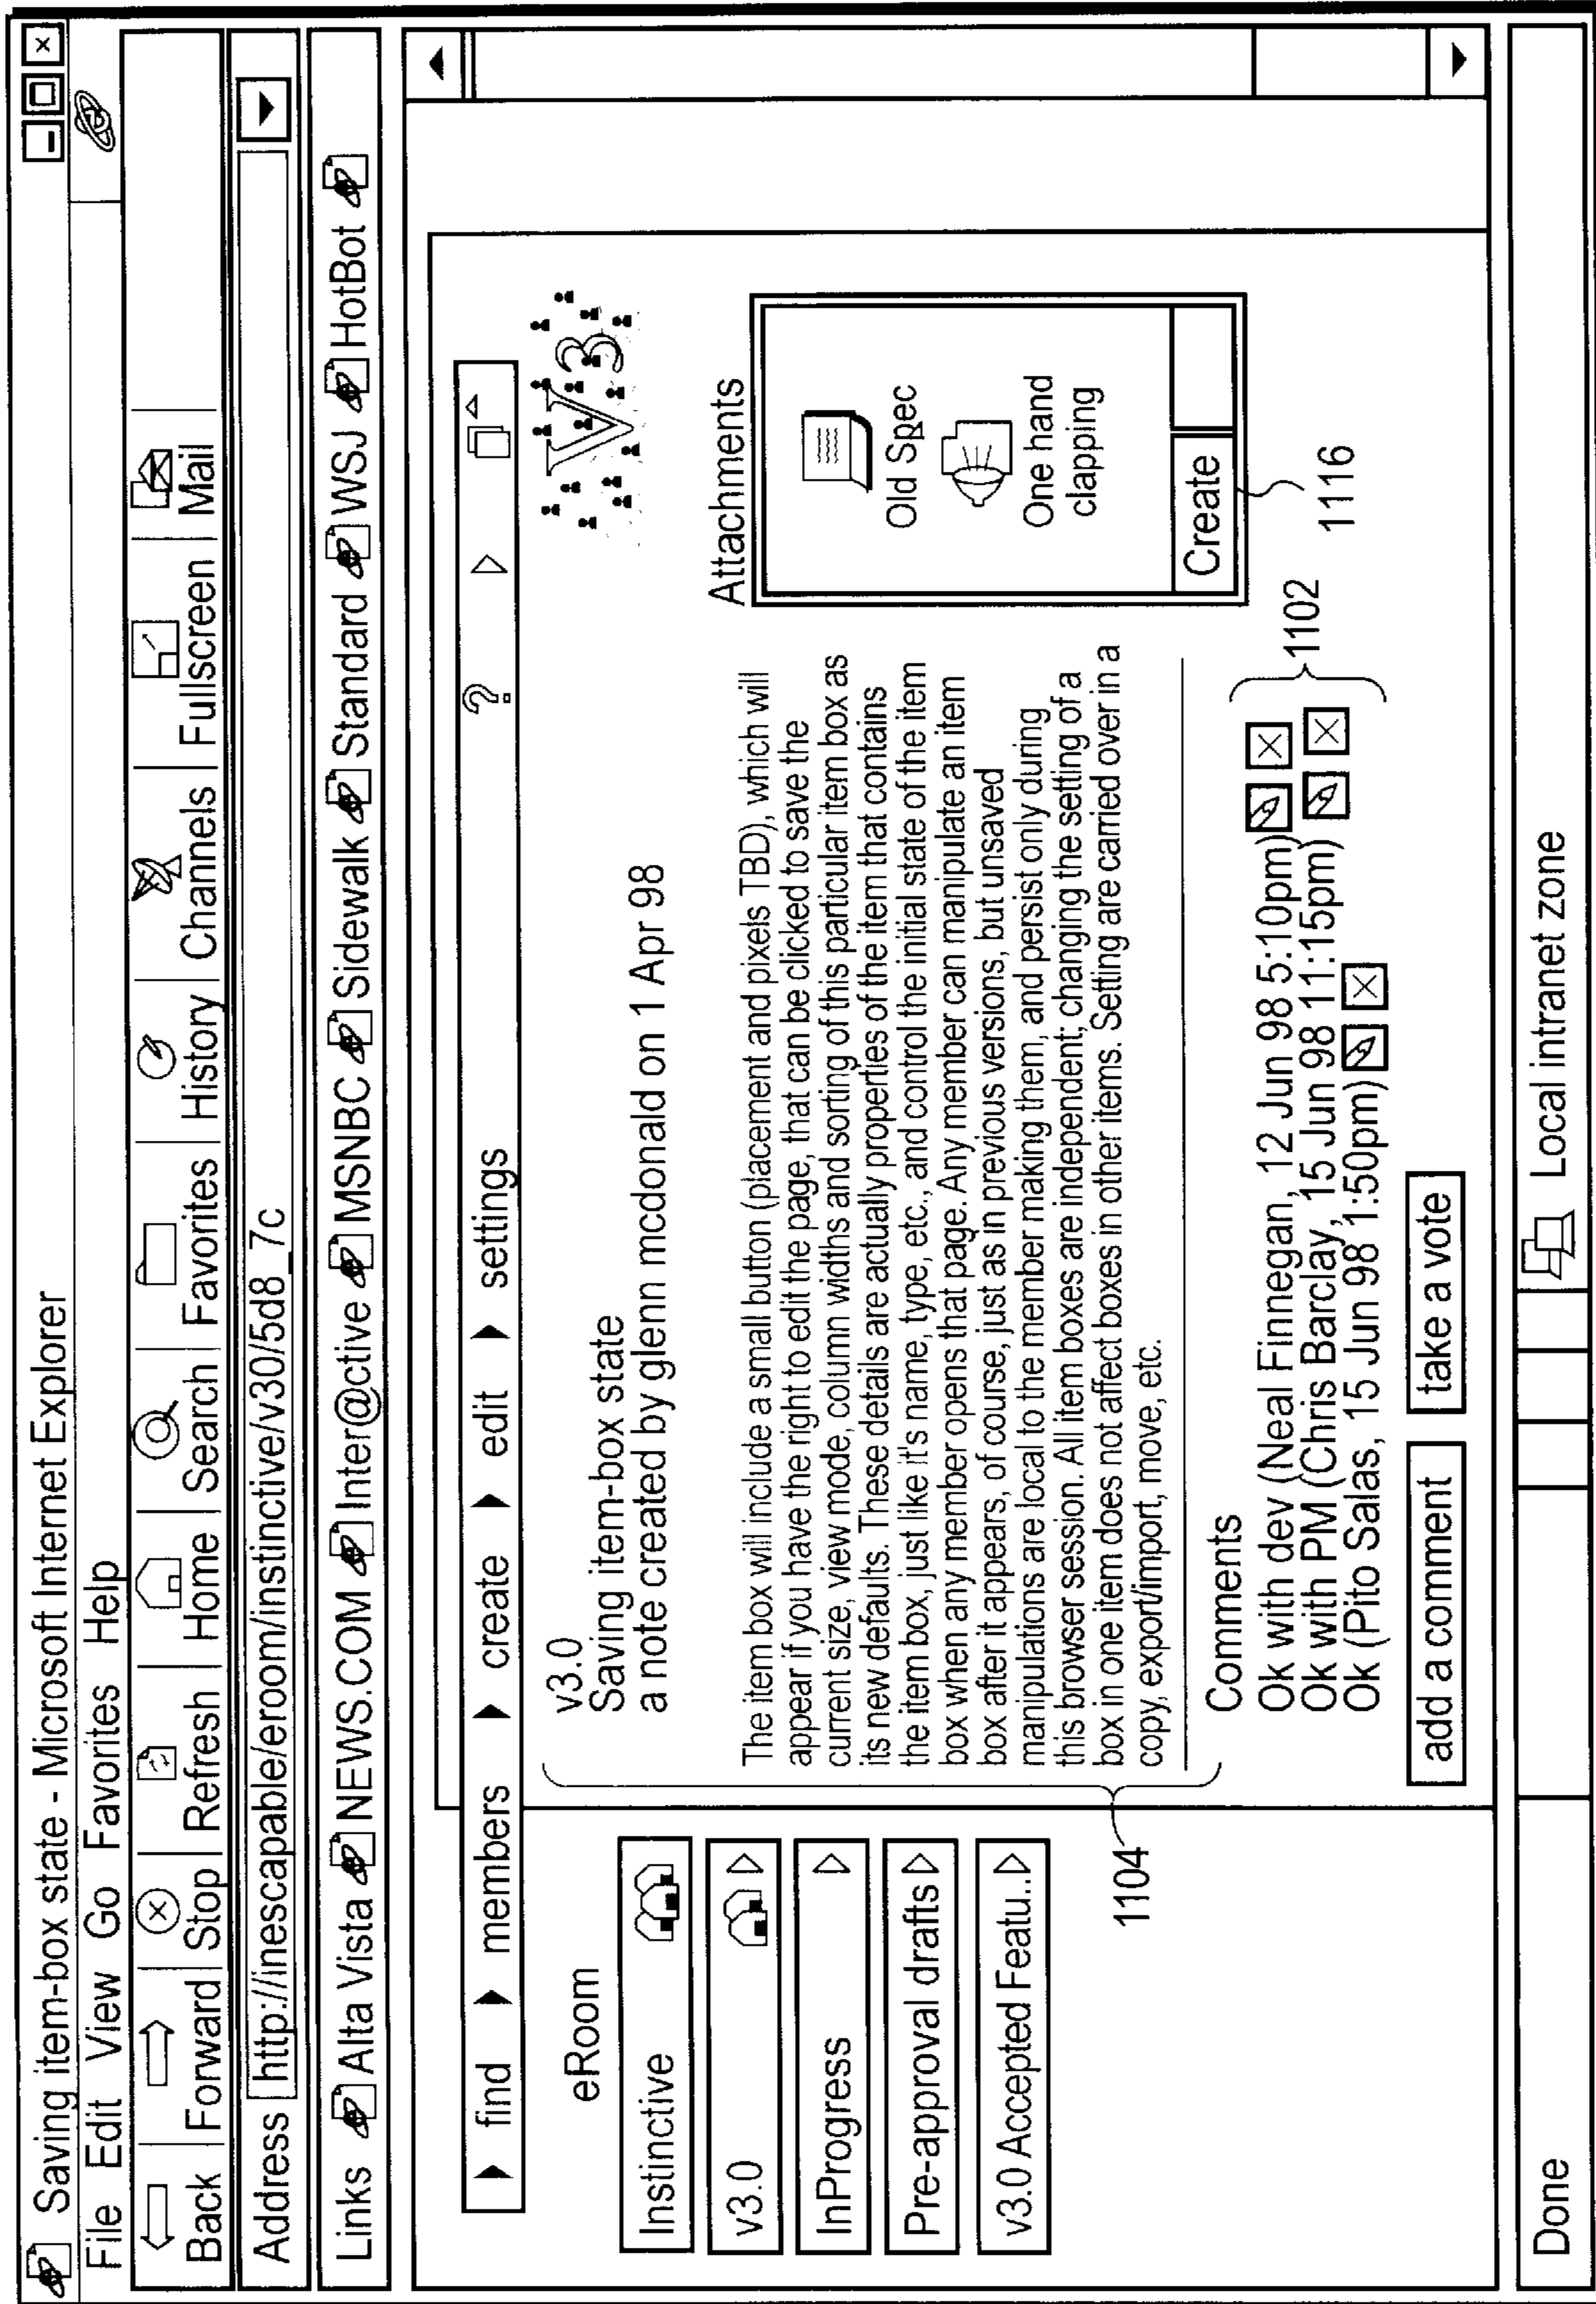 Saving item-box state - Microsoft Internet Explorer
File Edit View Go Favorites Help
Back Forward Stop Refresh Home Search Favorites History Channels Fullscreen Mail
Address http://inescapable/eroom/instinctive/v30/5d8_7c
Links Alta Vista NEWS.COM Inter@ctive MSNBC Sidewalk Standard WSJ HotBot
find members create edit settings ?
eRoom
Instinctive
v3.0
InProgress
Pre-approval drafts
v3.0 Accepted Featu..
1104
V3
v3.0
Saving item-box state
a note created by glenn mcdonald on 1 Apr 98
The item box will include a small button (placement and pixels TBD), which will
appear if you have the right to edit the page, that can be clicked to save the
current size, view mode, column widths and sorting of this particular item box as
its new defaults. These details are actually properties of the item that contains
the item box, just like it's name, type, etc., and control the initial state of the item
box when any member opens that page. Any member can manipulate an item
box after it appears, of course, just as in previous versions, but unsaved
manipulations are local to the member making them, and persist only during
this browser session. All item boxes are independent; changing the setting of a
box in one item does not affect boxes in other items. Setting are carried over in a
copy, export/import, move, etc.
Attachments
Old Spec
One hand
clapping
Create
1116
Comments
Ok with dev (Neal Finnegan, 12 Jun 98 5:10pm)
Ok with PM (Chris Barclay, 15 Jun 98 11:15pm)
Ok (Pito Salas, 15 Jun 98 1:50pm)
1102
add a comment take a vote
Done Local intranet zone